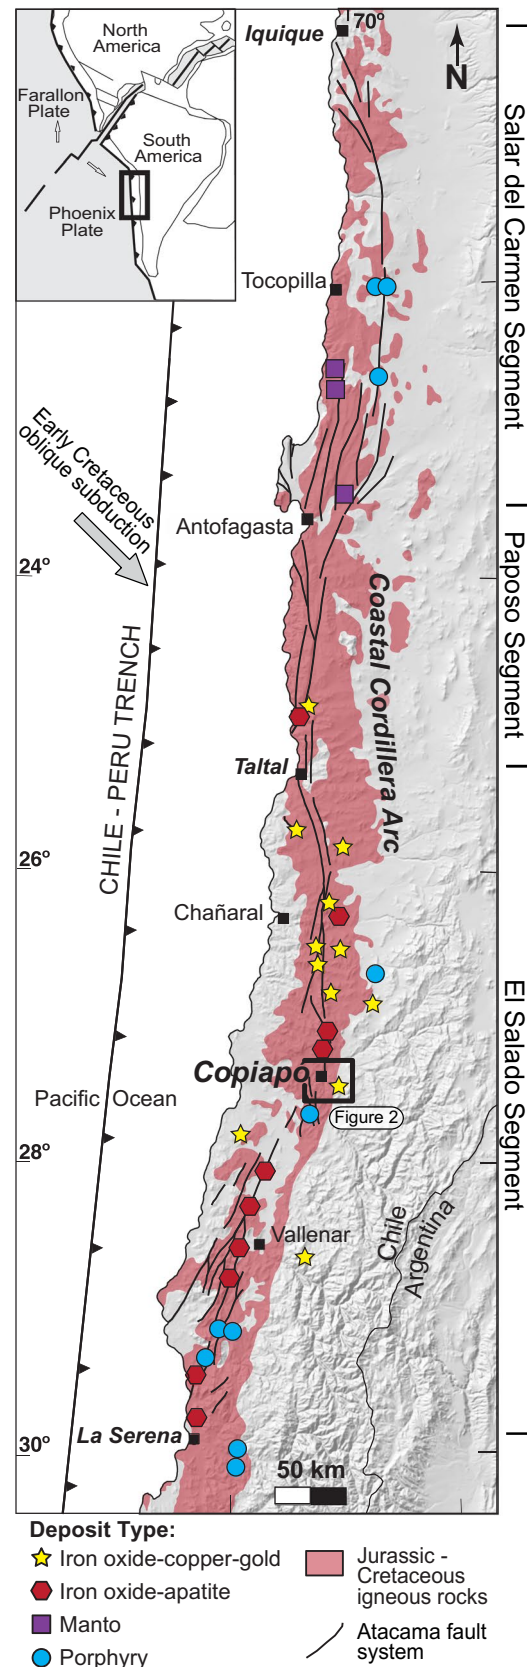 North
America
Farallon
Plate
South
America
Phoenix
Plate
70°
Iquique
N
Salar del Carmen Segment
Tocopilla
Early Cretaceous
oblique subduction
Antofagasta
24°
Paposo Segment
Coastal Cordillera Arc
CHILE - PERU TRENCH
Taltal
26°
Chañaral
El Salado Segment
Copiapo
Pacific Ocean
Figure 2
28°
Vallenar
Chile
Argentina
La Serena
30°
50 km
Deposit Type:
Iron oxide-copper-gold
Iron oxide-apatite
Manto
Porphyry
Jurassic -
Cretaceous
igneous rocks
Atacama fault
system